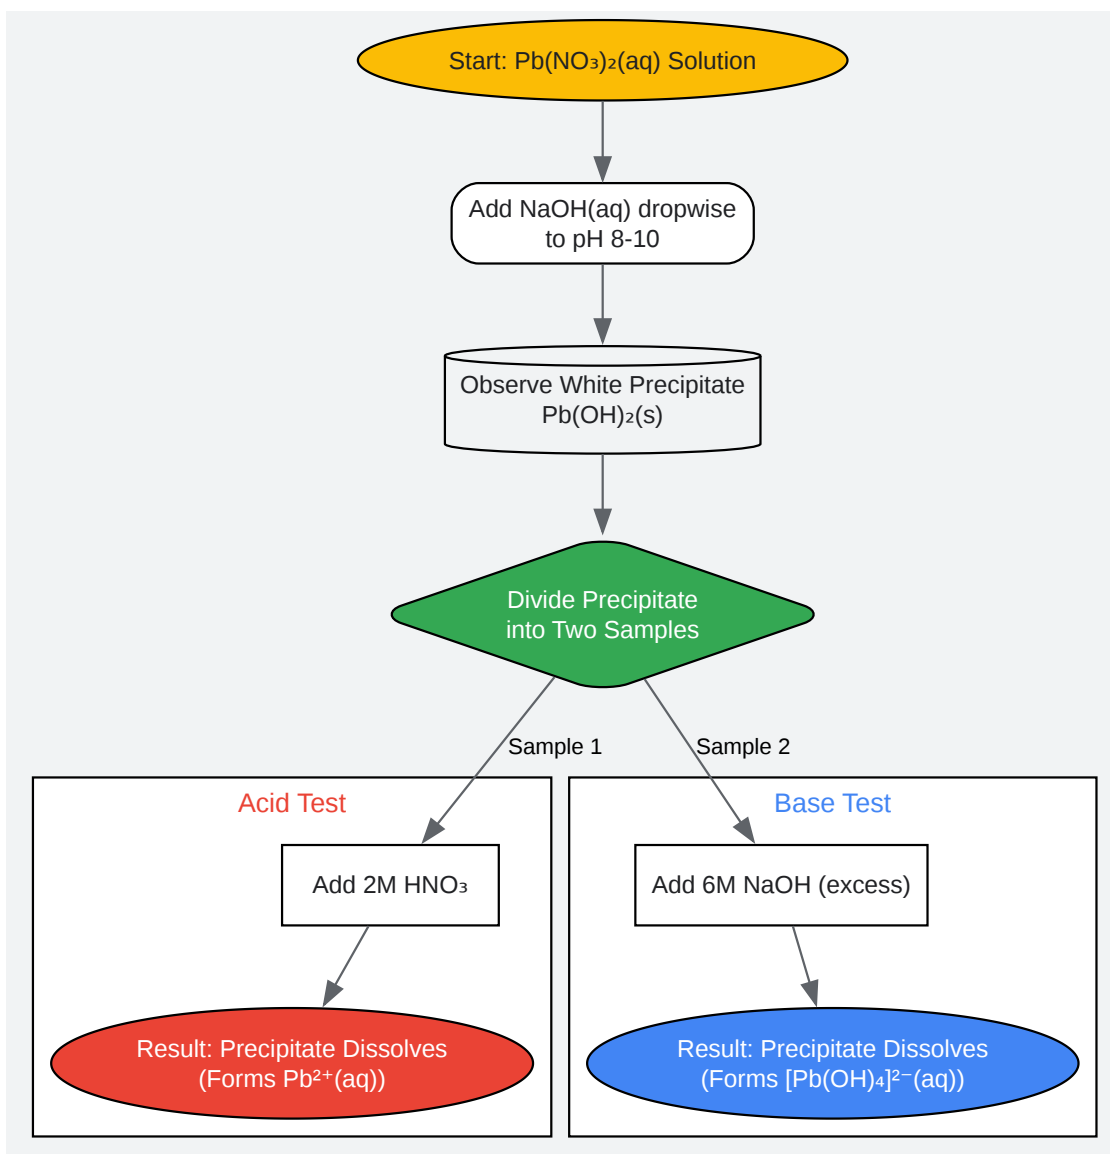 Start: Pb(NO₃)₂(aq) Solution
Add NaOH(aq) dropwise
to pH 8-10
Observe White Precipitate
Pb(OH)₂(s)
Divide Precipitate
into Two Samples
Sample 1
Sample 2
Acid Test
Add 2M HNO₃
Result: Precipitate Dissolves
(Forms Pb²⁺(aq))
Base Test
Add 6M NaOH (excess)
Result: Precipitate Dissolves
(Forms [Pb(OH)₄]²⁻(aq))